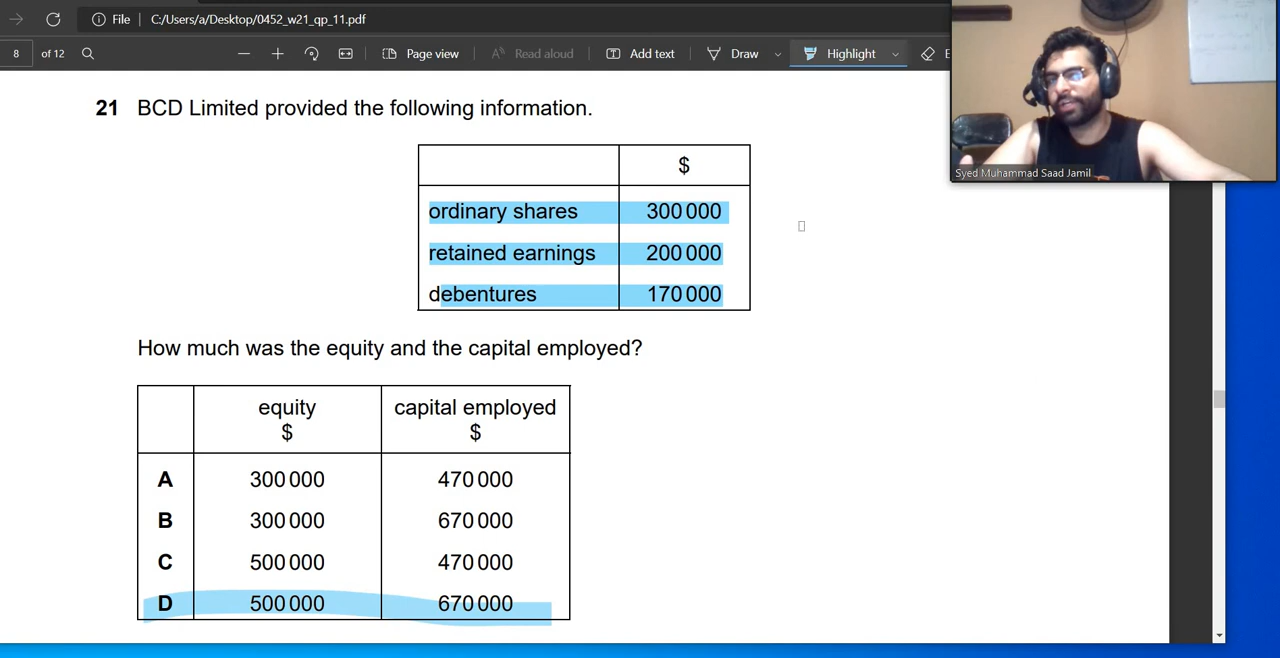 File C:/Users/a/Desktop/0452_w21_qp_11.pdf
8 of 12 Page view Read aloud Add text Draw Highlight E
Syed Muhammad Saad Jamil
21 BCD Limited provided the following information.
$
ordinary shares 300 000
retained earnings 200 000
debentures 170 000
How much was the equity and the capital employed?
equity capital employed
$ $
A 300 000 470 000
B 300 000 670 000
C 500 000 470 000
D 500 000 670 000